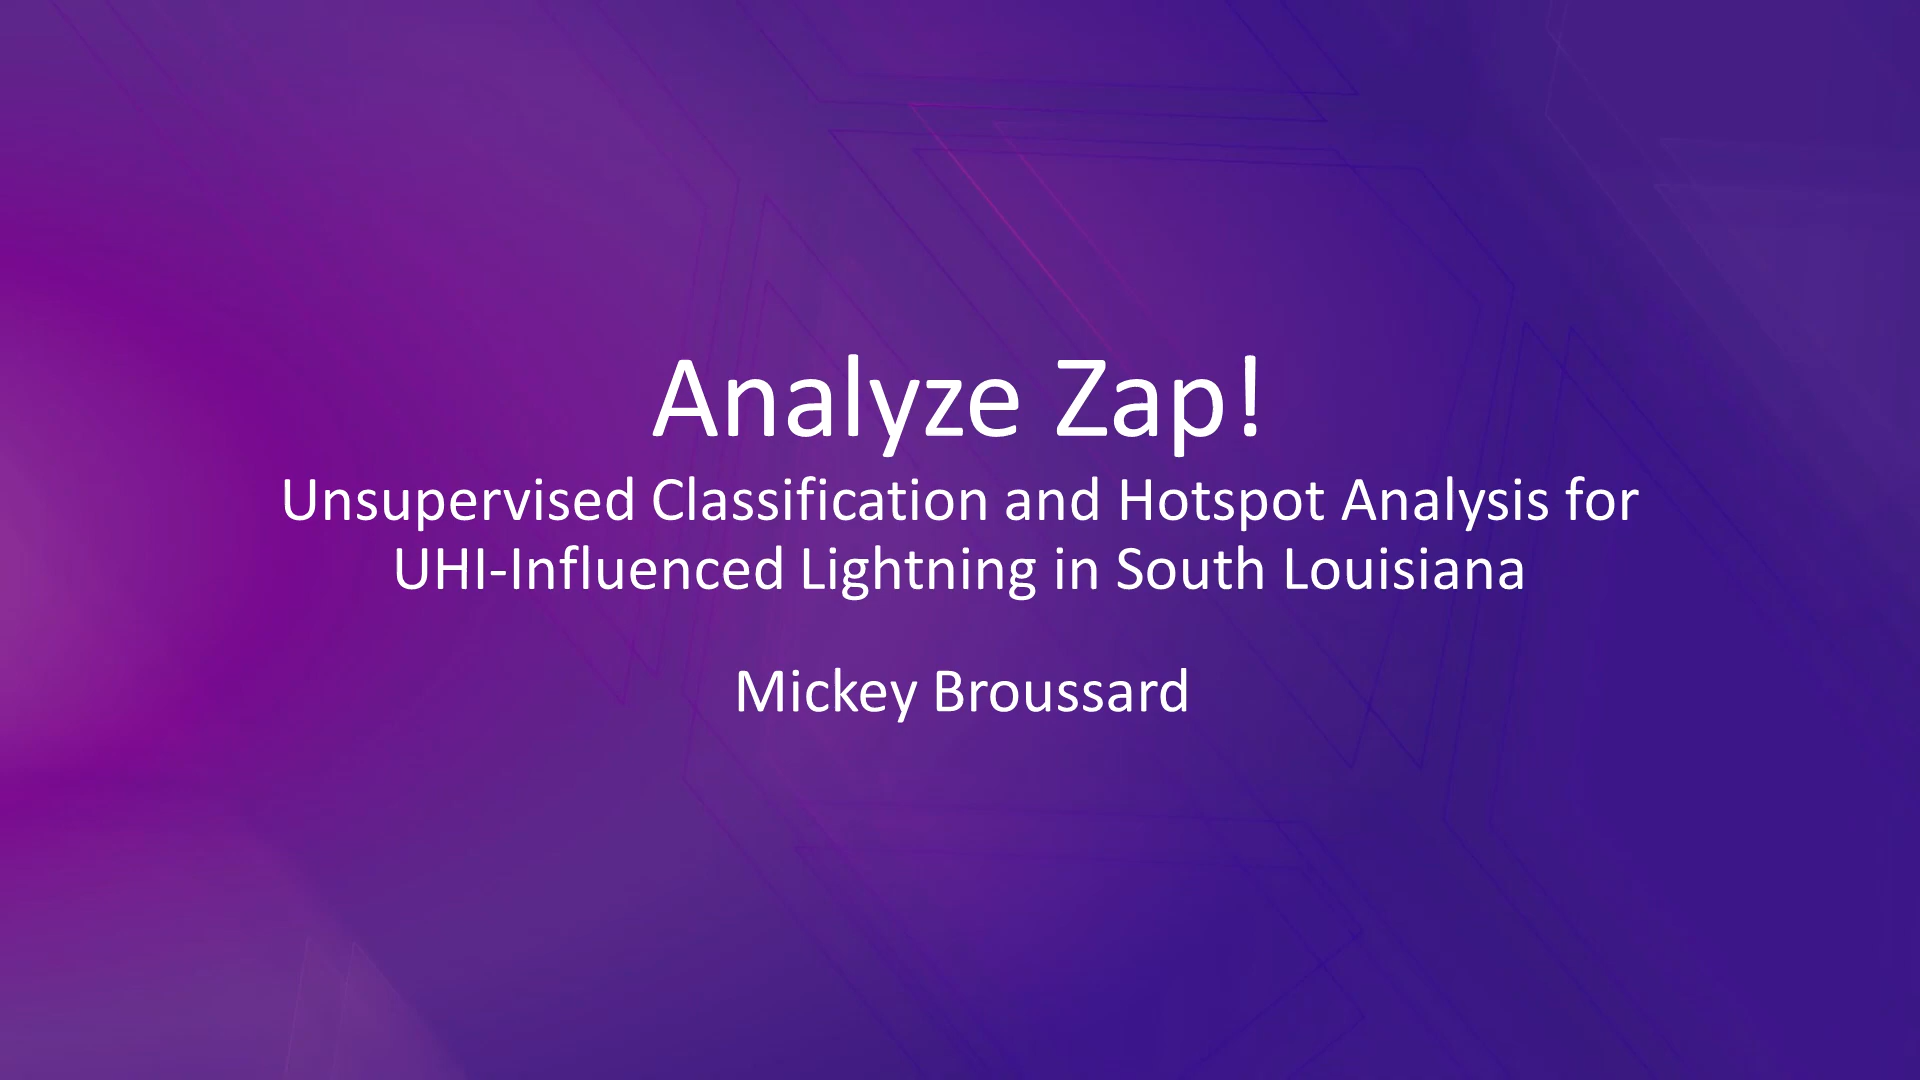 Analyze Zap!
Unsupervised Classification and Hotspot Analysis for
UHI-Influenced Lightning in South Louisiana
Mickey Broussard